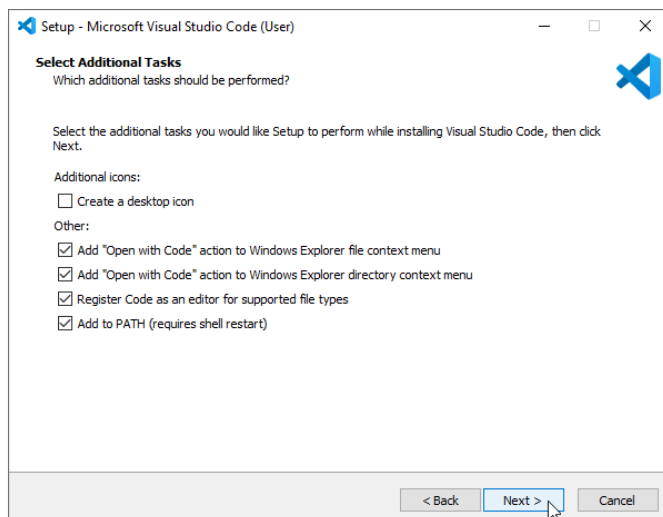 Setup - Microsoft Visual Studio Code (User)
Select Additional Tasks
Which additional tasks should be performed?
Select the additional tasks you would like Setup to perform while installing Visual Studio Code, then click
Next.
Additional icons:
Create a desktop icon
Other:
Add "Open with Code" action to Windows Explorer file context menu
Add "Open with Code" action to Windows Explorer directory context menu
Register Code as an editor for supported file types
Add to PATH (requires shell restart)
< Back
Next >
Cancel